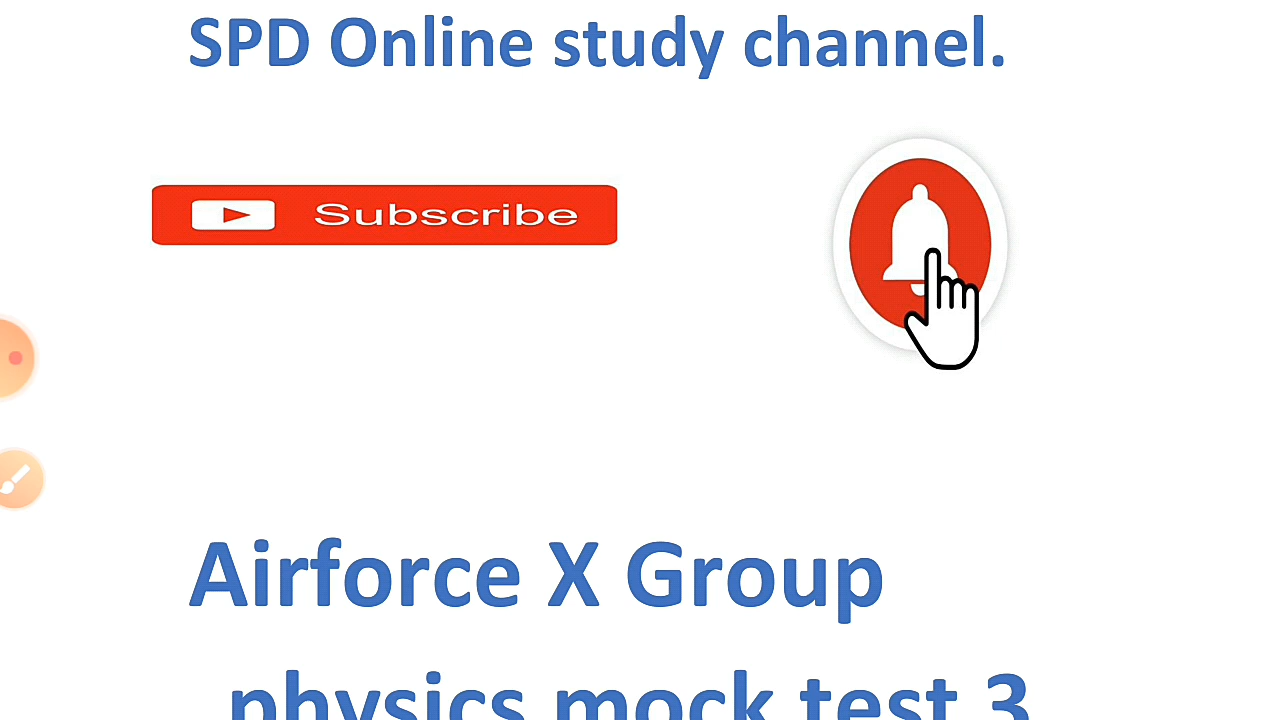 SPD Online study channel.
Subscribe
Airforce X Group
physics mock test 3